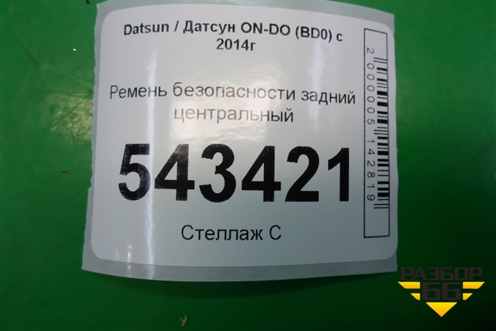 Datsun / Датсун ON-DO (BD0) с
2014г
Ремень безопасности задний
центральный
543421
Стеллаж С
2000005142819
РАЗБОР
66